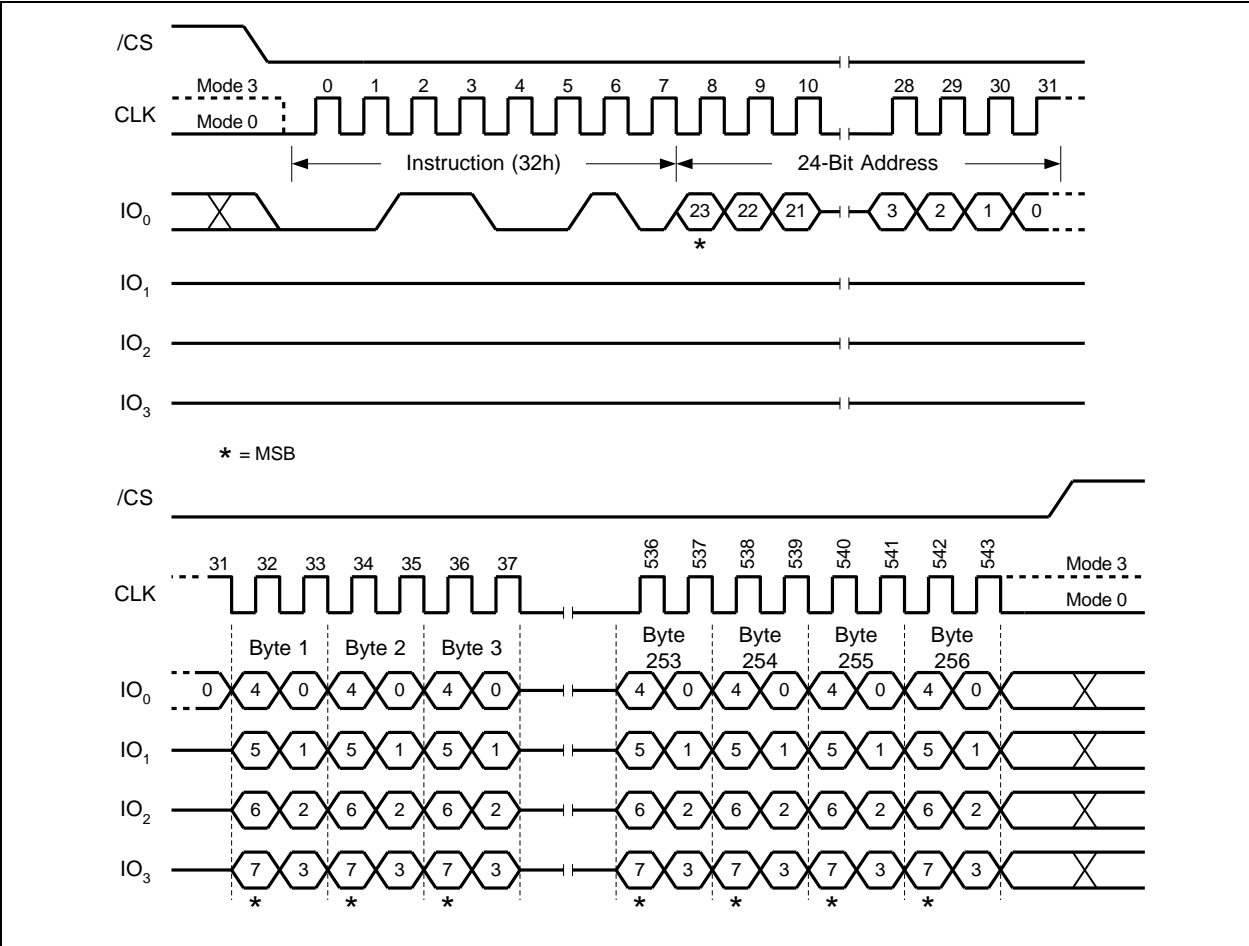 /CS
Mode 3 0 1 2 3 4 5 6 7 8 9 10 28 29 30 31
CLK
Mode 0
Instruction (32h) 24-Bit Address
IO0 23 22 21 3 2 1 0
*
IO1
IO2
IO3
* = MSB
/CS
31 32 33 34 35 36 37 536 537 538 539 540 541 542 543 Mode 3
CLK
Mode 0
Byte 1 Byte 2 Byte 3 Byte 253 Byte 254 Byte 255 Byte 256
IO0 0 4 0 4 0 4 0 4 0 4 0 4 0 4 0
IO1 5 1 5 1 5 1 5 1 5 1 5 1 5 1
IO2 6 2 6 2 6 2 6 2 6 2 6 2 6 2
IO3 7 3 7 3 7 3 7 3 7 3 7 3 7 3
* * * * * * *